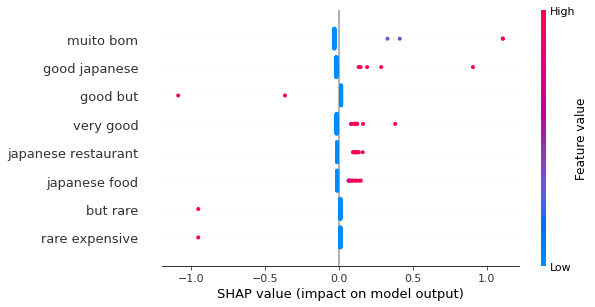 High
muito bom
good japanese
good but
very good
japanese restaurant
japanese food
but rare
rare expensive
Feature value
Low
−1.0 −0.5 0.0 0.5 1.0
SHAP value (impact on model output)